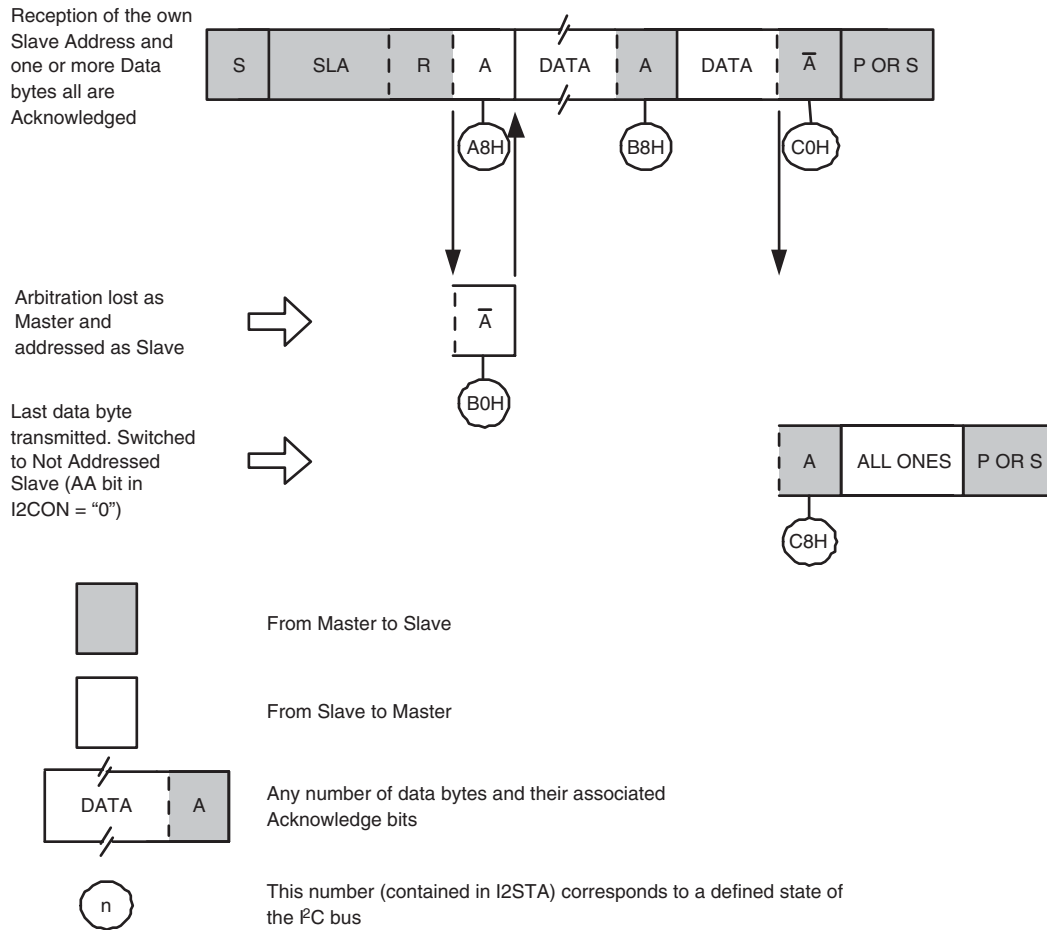 Reception of the own
Slave Address and
one or more Data
bytes all are
Acknowledged
S SLA R A DATA A DATA A̅ P OR S
A8H B8H C0H
Arbitration lost as
Master and
addressed as Slave
A̅
B0H
Last data byte
transmitted. Switched
to Not Addressed
Slave (AA bit in
I2CON = “0”)
A ALL ONES P OR S
C8H
From Master to Slave
From Slave to Master
DATA A
Any number of data bytes and their associated
Acknowledge bits
n
This number (contained in I2STA) corresponds to a defined state of
the I²C bus